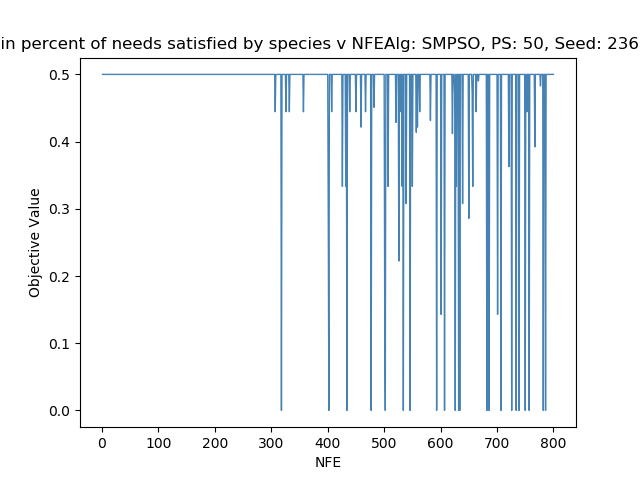 in percent of needs satisfied by species v NFEAlg: SMPSO, PS: 50, Seed: 236
0.5
0.4
0.3
0.2
0.1
0.0
Objective Value
0 100 200 300 400 500 600 700 800
NFE